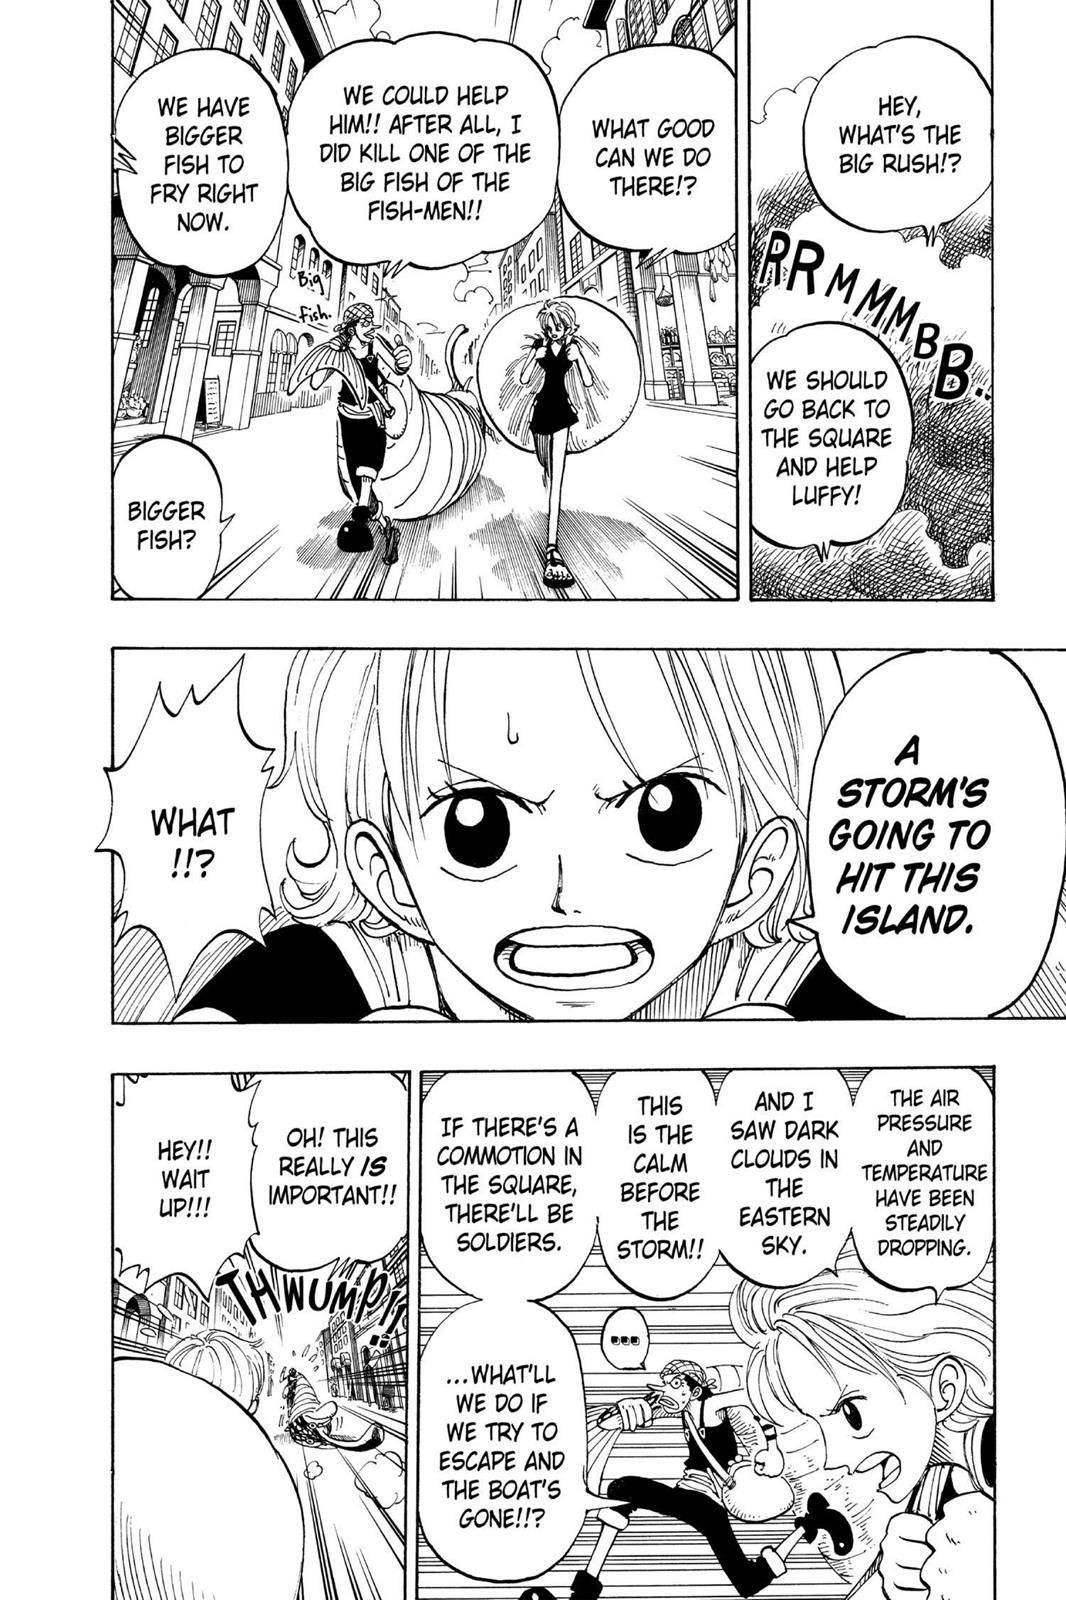 HEY,
WHAT'S THE
BIG RUSH!?
RRMMMBB..
WE SHOULD
GO BACK TO
THE SQUARE
AND HELP
LUFFY!
WHAT GOOD
CAN WE DO
THERE!?
WE COULD HELP
HIM!! AFTER ALL, I
DID KILL ONE OF THE
BIG FISH OF THE
FISH-MEN!!
WE HAVE
BIGGER
FISH TO
FRY RIGHT
NOW.
Big
fish.
BIGGER
FISH?
A
STORM'S
GOING TO
HIT THIS
ISLAND.
WHAT
!!?
THE AIR
PRESSURE
AND
TEMPERATURE
HAVE BEEN
STEADILY
DROPPING.
AND I
SAW DARK
CLOUDS IN
THE
EASTERN
SKY.
THIS
IS THE
CALM
BEFORE
THE
STORM!!
IF THERE'S A
COMMOTION IN
THE SQUARE,
THERE'LL BE
SOLDIERS.
...
...WHAT'LL
WE DO IF
WE TRY TO
ESCAPE AND
THE BOAT'S
GONE!!?
OH! THIS
REALLY IS
IMPORTANT!!
HEY!!
WAIT
UP!!!
THWUMP!!